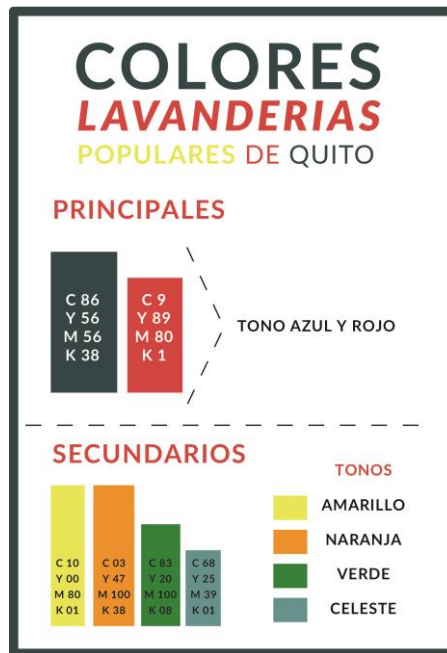 COLORES
LAVANDERIAS
POPULARES DE QUITO
PRINCIPALES
C 86
Y 56
M 56
K 38
C 9
Y 89
M 80
K 1
TONO AZUL Y ROJO
SECUNDARIOS
C 10
Y 00
M 80
K 01
C 03
Y 47
M 100
K 38
C 83
Y 20
M 100
K 08
C 68
Y 25
M 39
K 01
TONOS
AMARILLO
NARANJA
VERDE
CELESTE